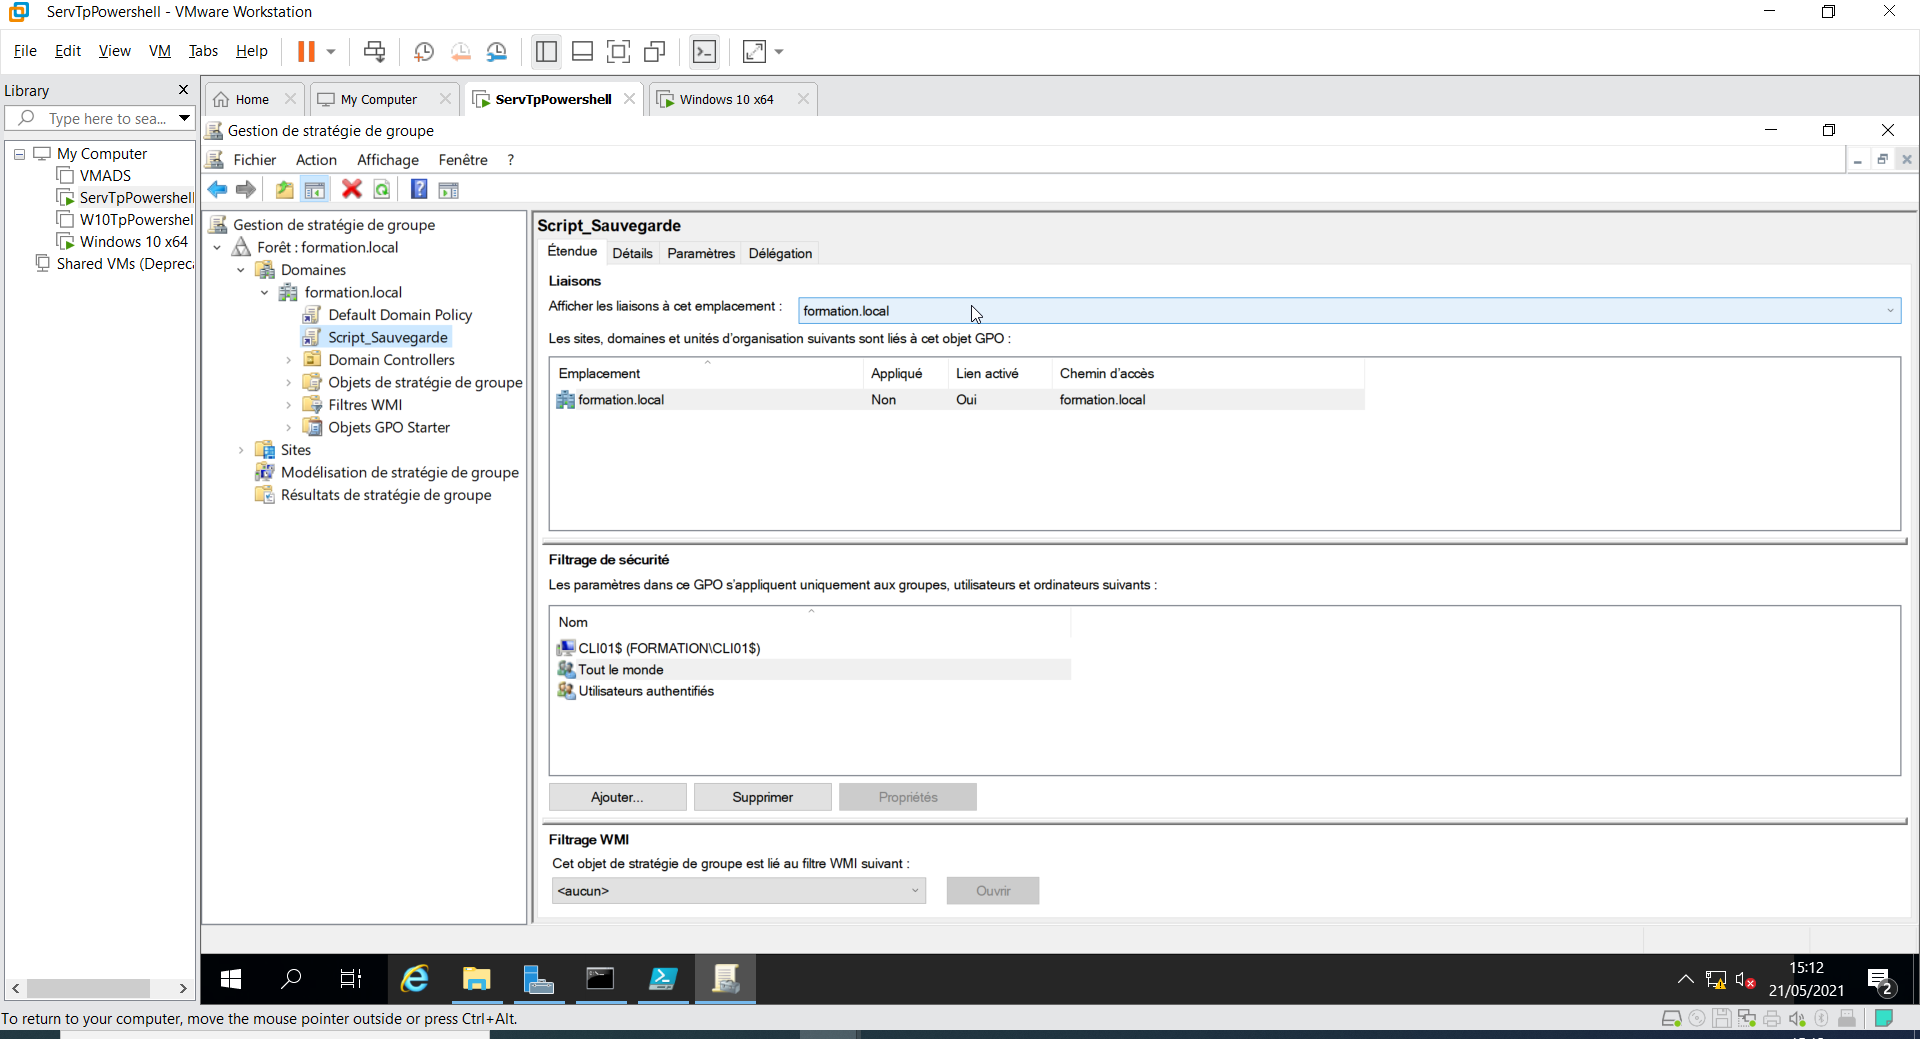 ServTpPowershell - VMware Workstation
File Edit View VM Tabs Help
Library
Type here to sea...
My Computer
VMADS
ServTpPowershell
W10TpPowershel
Windows 10 x64
Shared VMs (Depreca
Home
My Computer
ServTpPowershell
Windows 10 x64
Gestion de stratégie de groupe
Fichier Action Affichage Fenêtre ?
Gestion de stratégie de groupe
Forêt : formation.local
Domaines
formation.local
Default Domain Policy
Script_Sauvegarde
Domain Controllers
Objets de stratégie de groupe
Filtres WMI
Objets GPO Starter
Sites
Modélisation de stratégie de groupe
Résultats de stratégie de groupe
Script_Sauvegarde
Étendue Détails Paramètres Délégation
Liaisons
Afficher les liaisons à cet emplacement : formation.local
Les sites, domaines et unités d'organisation suivants sont liés à cet objet GPO :
Emplacement Appliqué Lien activé Chemin d'accès
formation.local Non Oui formation.local
Filtrage de sécurité
Les paramètres dans ce GPO s'appliquent uniquement aux groupes, utilisateurs et ordinateurs suivants :
Nom
CLI01$ (FORMATION\CLI01$)
Tout le monde
Utilisateurs authentifiés
Ajouter... Supprimer Propriétés
Filtrage WMI
Cet objet de stratégie de groupe est lié au filtre WMI suivant :
<aucun> Ouvrir
15:12
21/05/2021
2
To return to your computer, move the mouse pointer outside or press Ctrl+Alt.